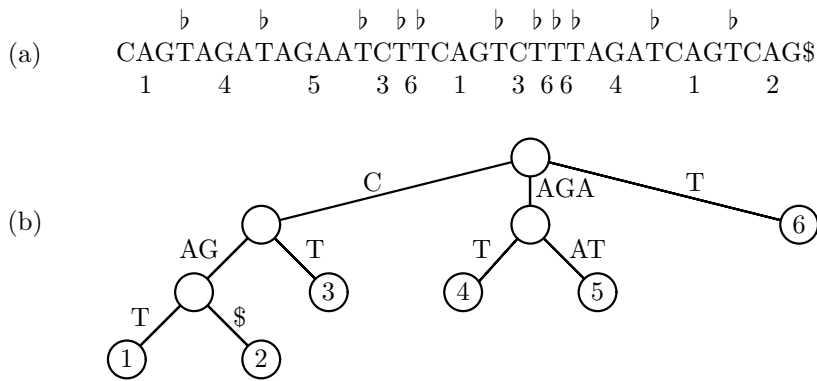 ♭ ♭ ♭ ♭ ♭ ♭ ♭ ♭ ♭ ♭ ♭
(a) CAGTAGATAGAATCTTCAGTCTTTAGATCAGTCAG$
1 4 5 3 6 1 3 6 6 4 1 2
C AGA T
(b) 6
AG T T AT
3 4 5
T $
1 2